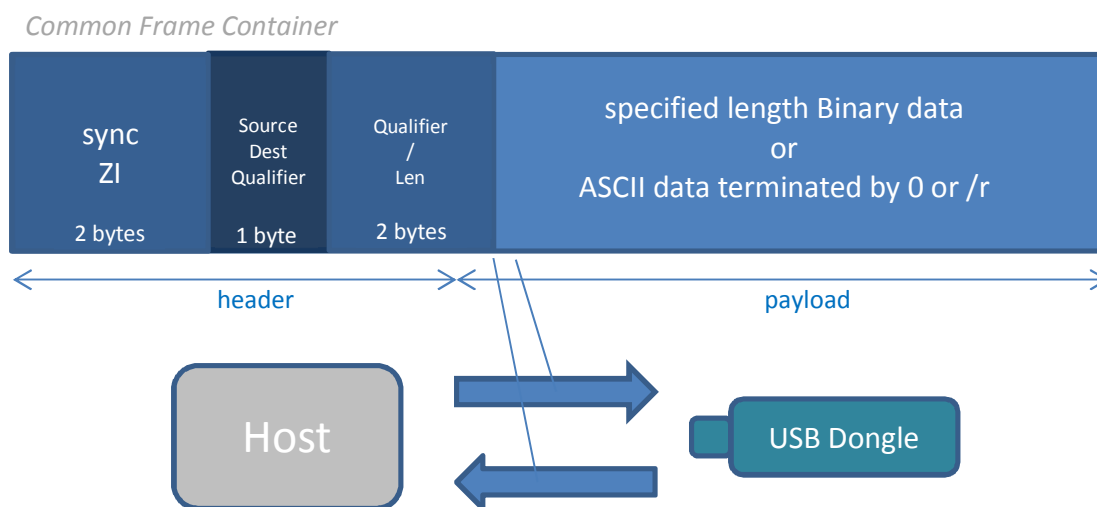 Common Frame Container
sync
ZI
2 bytes
Source
Dest
Qualifier
1 byte
Qualifier
/
Len
2 bytes
specified length Binary data
or
ASCII data terminated by 0 or /r
header
payload
Host
USB Dongle